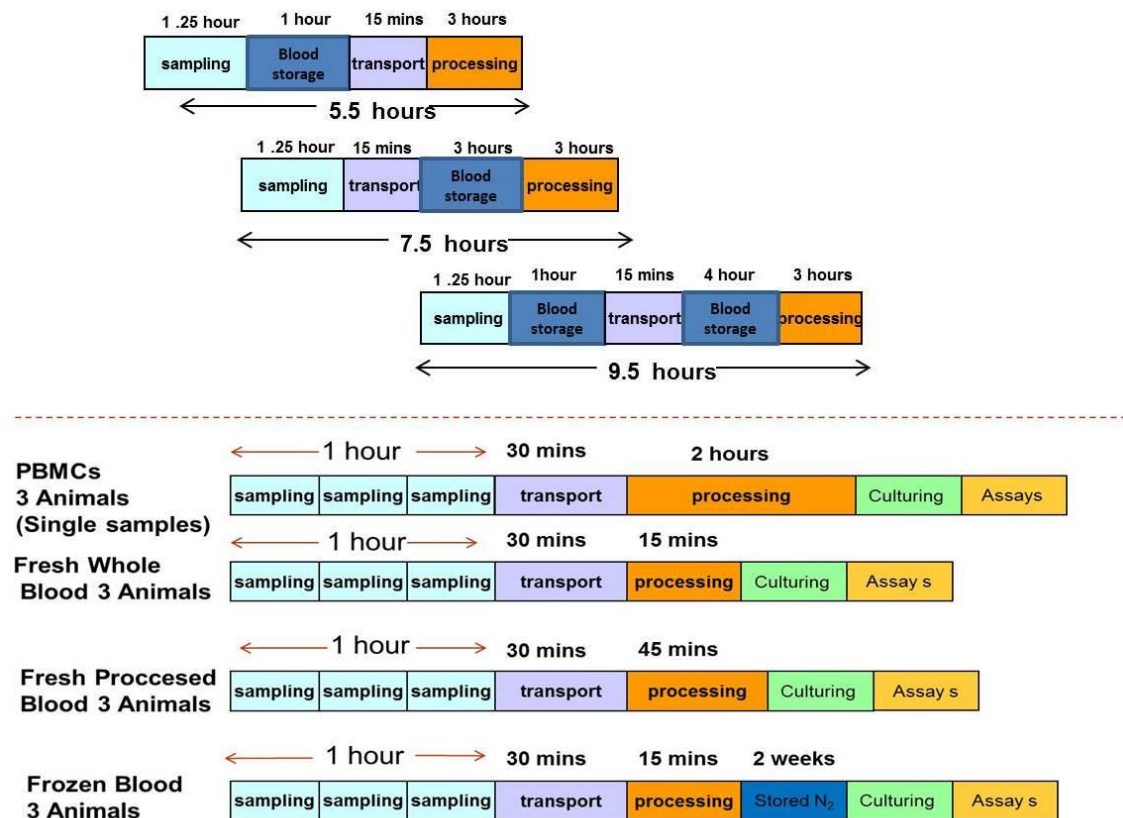 1 .25 hour 1 hour 15 mins 3 hours
sampling Blood storage transport processing
5.5 hours
1 .25 hour 15 mins 3 hours 3 hours
sampling transport Blood storage processing
7.5 hours
1 .25 hour 1hour 15 mins 4 hour 3 hours
sampling Blood storage transport Blood storage processing
9.5 hours
1 hour 30 mins 2 hours
PBMCs
3 Animals
(Single samples)
sampling sampling sampling transport processing Culturing Assays
1 hour 30 mins 15 mins
Fresh Whole
Blood 3 Animals
sampling sampling sampling transport processing Culturing Assay s
1 hour 30 mins 45 mins
Fresh Proccesed
Blood 3 Animals
sampling sampling sampling transport processing Culturing Assay s
1 hour 30 mins 15 mins 2 weeks
Frozen Blood
3 Animals
sampling sampling sampling transport processing Stored N₂ Culturing Assay s